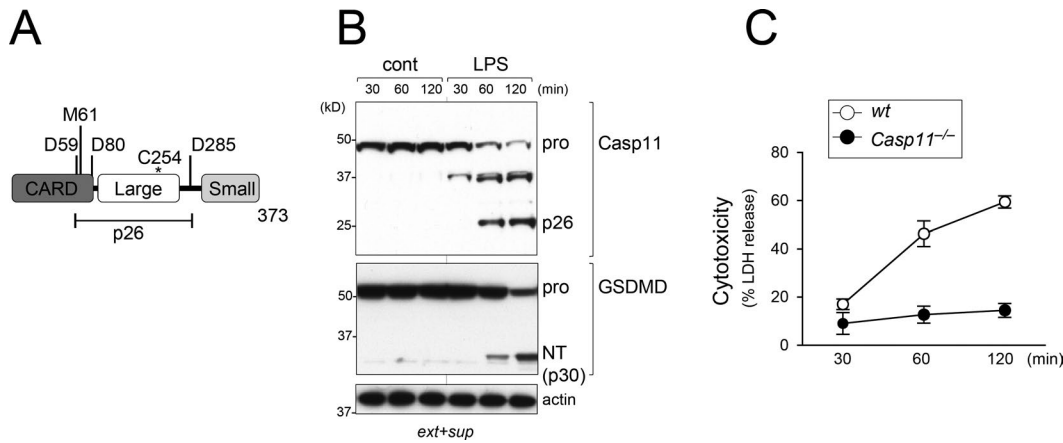 A
M61
D59 D80 C254 D285
*
CARD Large Small
373
p26
B
cont LPS
30 60 120 30 60 120 (min)
(kD)
50- pro Casp11
37-
25- p26
50- pro GSDMD
37-
NT
(p30)
actin
37-
ext+sup
C
wt
Casp11–/–
Cytotoxicity
(% LDH release)
80
60
40
20
0
30 60 120 (min)